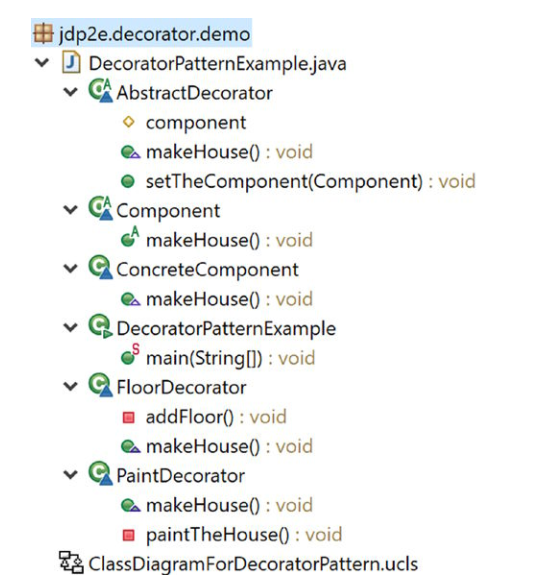 jdp2e.decorator.demo
DecoratorPatternExample.java
AbstractDecorator
component
makeHouse() : void
setTheComponent(Component) : void
Component
makeHouse() : void
ConcreteComponent
makeHouse() : void
DecoratorPatternExample
main(String[]) : void
FloorDecorator
addFloor() : void
makeHouse() : void
PaintDecorator
makeHouse() : void
paintTheHouse() : void
ClassDiagramForDecoratorPattern.ucls